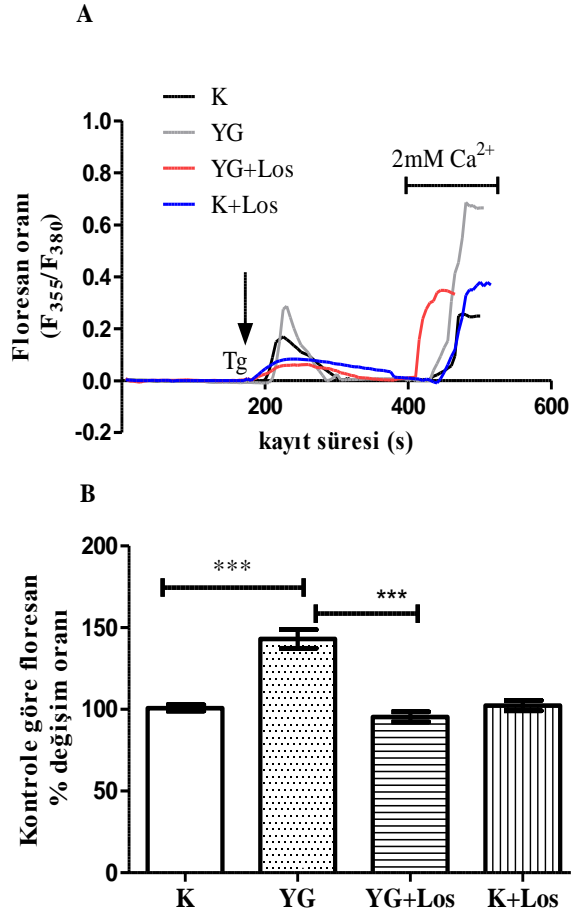 A
K
YG
YG+Los
K+Los
2mM Ca²⁺
Floresan oranı
(F₃₅₅/F₃₈₀)
1.0
0.8
0.6
0.4
0.2
0.0
-0.2
Tg
200
400
600
kayıt süresi (s)
B
Kontrole göre floresan
% değişim oranı
200
150
100
50
0
***
***
K
YG
YG+Los
K+Los